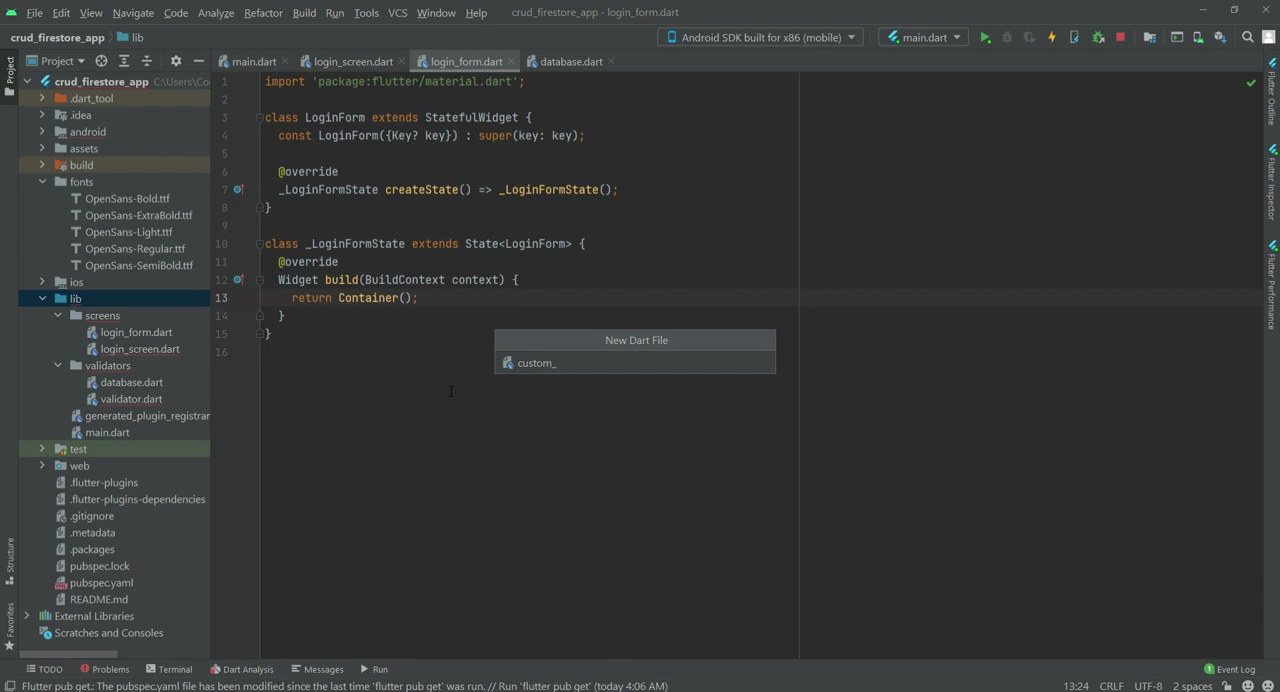 File Edit View Navigate Code Analyze Refactor Build Run Tools VCS Window Help crud_firestore_app - login_form.dart
crud_firestore_app lib Android SDK built for x86 (mobile) main.dart
Project main.dart login_screen.dart login_form.dart database.dart
Project
crud_firestore_app C:\Users\Co
.dart_tool
.idea
android
assets
build
fonts
OpenSans-Bold.ttf
OpenSans-ExtraBold.ttf
OpenSans-Light.ttf
OpenSans-Regular.ttf
OpenSans-SemiBold.ttf
ios
lib
screens
login_form.dart
login_screen.dart
validators
database.dart
validator.dart
generated_plugin_registrar
main.dart
test
web
.flutter-plugins
.flutter-plugins-dependencies
.gitignore
.metadata
.packages
pubspec.lock
pubspec.yaml
README.md
External Libraries
Scratches and Consoles
Structure
Favorites
1 import 'package:flutter/material.dart';
2
3 class LoginForm extends StatefulWidget {
4 const LoginForm({Key? key}) : super(key: key);
5
6 @override
7 _LoginFormState createState() => _LoginFormState();
8 }
9
10 class _LoginFormState extends State<LoginForm> {
11 @override
12 Widget build(BuildContext context) {
13 return Container();
14 }
15 }
16
New Dart File
custom_
Flutter Outline
Flutter Inspector
Flutter Performance
TODO Problems Terminal Dart Analysis Messages Run 1 Event Log
Flutter pub get.: The pubspec.yaml file has been modified since the last time 'flutter pub get' was run. // Run 'flutter pub get' (today 4:06 AM) 13:24 CRLF UTF-8 2 spaces